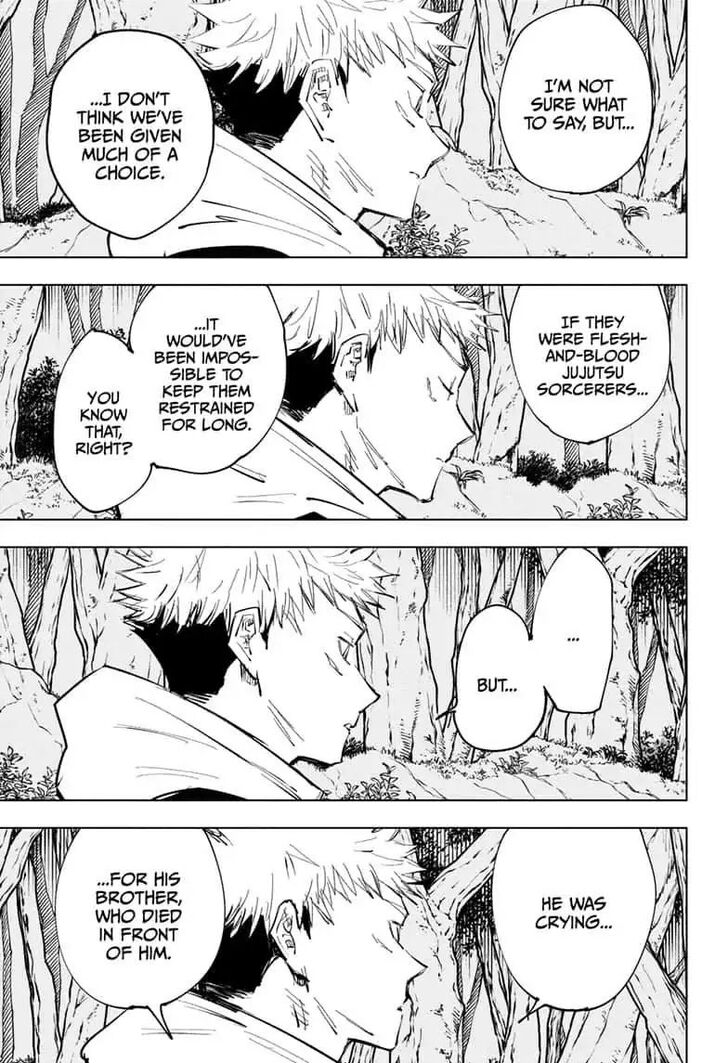 I'M NOT
SURE WHAT
TO SAY, BUT...
...I DON'T
THINK WE'VE
BEEN GIVEN
MUCH OF A
CHOICE.
IF THEY
WERE FLESH-
AND-BLOOD
JUJUTSU
SORCERERS...
...IT
WOULD'VE
BEEN IMPOS-
SIBLE TO
KEEP THEM
RESTRAINED
FOR LONG.
YOU
KNOW
THAT,
RIGHT?
...
BUT...
HE WAS
CRYING...
...FOR HIS
BROTHER,
WHO DIED
IN FRONT
OF HIM.